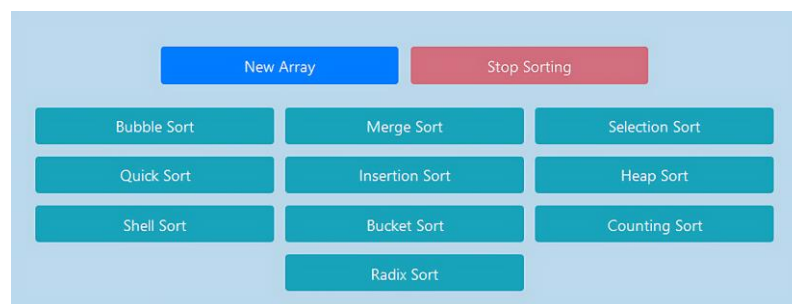 New Array Stop Sorting
Bubble Sort Merge Sort Selection Sort
Quick Sort Insertion Sort Heap Sort
Shell Sort Bucket Sort Counting Sort
Radix Sort